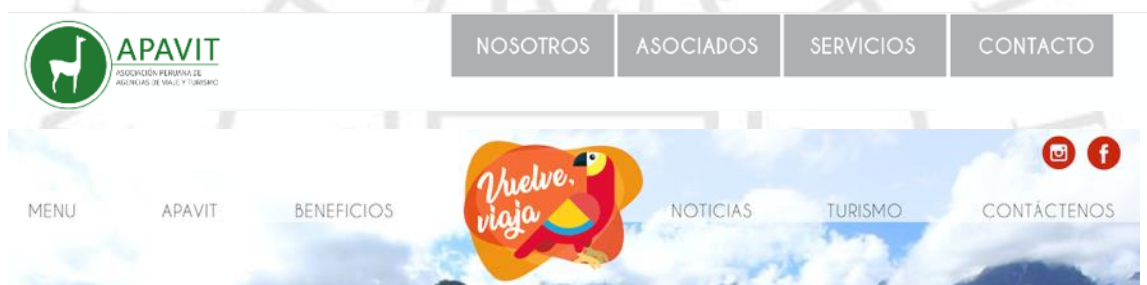 APAVIT
ASOCIACIÓN PERUANA DE
AGENCIAS DE VIAJE Y TURISMO
NOSOTROS ASOCIADOS SERVICIOS CONTACTO
Vuelve,
viaja
MENU APAVIT BENEFICIOS NOTICIAS TURISMO CONTÁCTENOS